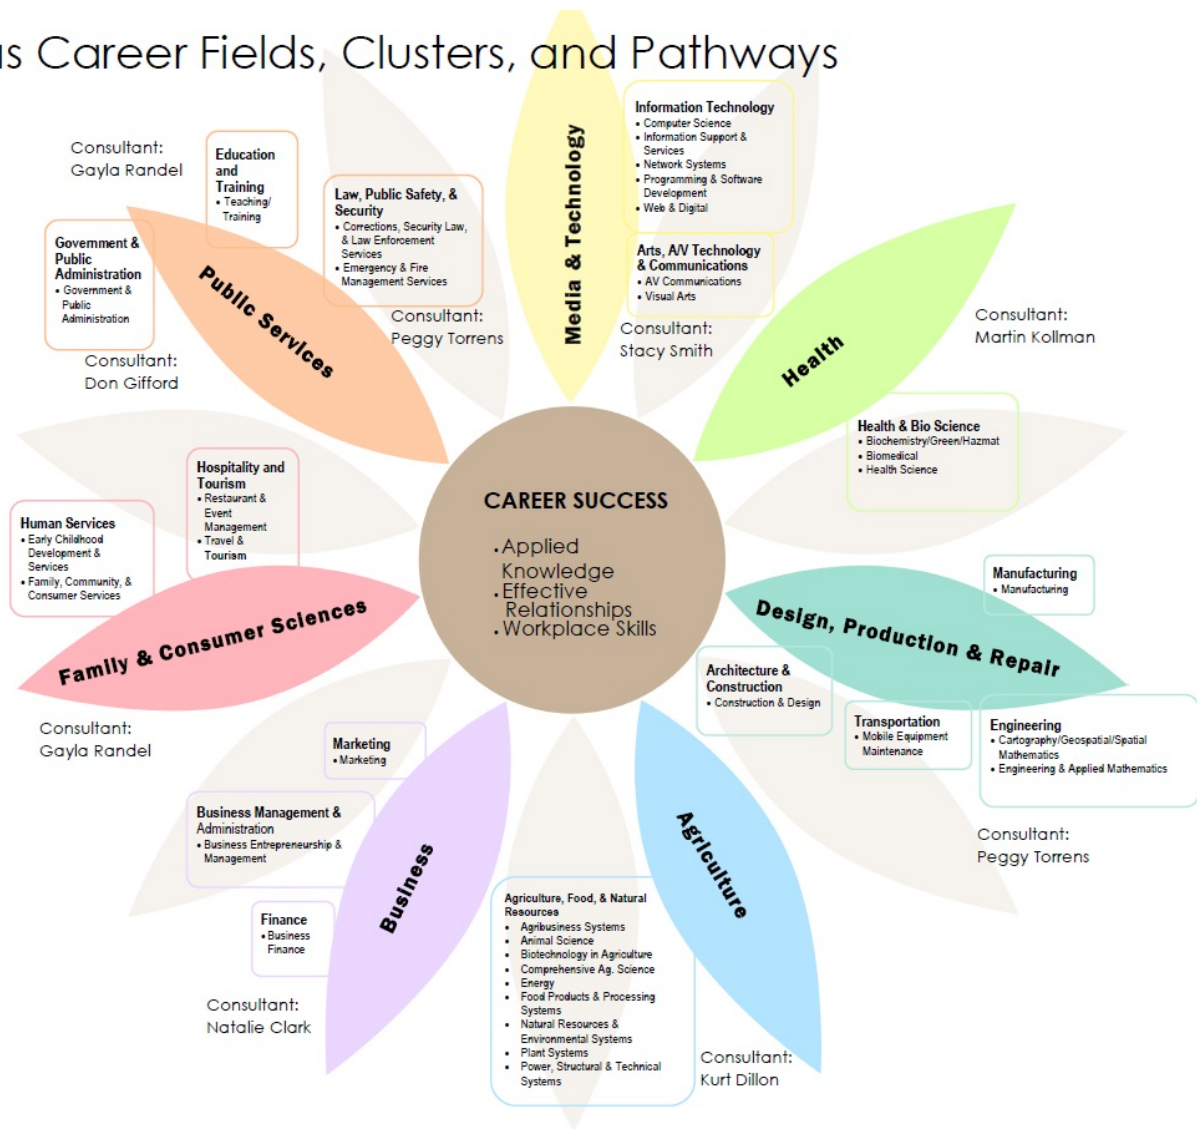 as Career Fields, Clusters, and Pathways
Consultant:
Gayla Randel
Education
and
Training
• Teaching/
Training
Law, Public Safety, &
Security
• Corrections, Security Law,
& Law Enforcement
Services
• Emergency & Fire
Management Services
Government &
Public
Administration
• Government &
Public
Administration
Public Services
Consultant:
Peggy Torrens
Consultant:
Don Gifford
Media & Technology
Information Technology
• Computer Science
• Information Support &
Services
• Network Systems
• Programming & Software
Development
• Web & Digital
Arts, A/V Technology
& Communications
• AV Communications
• Visual Arts
Consultant:
Stacy Smith
Health
Consultant:
Martin Kollman
Health & Bio Science
• Biochemistry/Green/Hazmat
• Biomedical
• Health Science
Hospitality and
Tourism
• Restaurant &
Event
Management
• Travel &
Tourism
Human Services
• Early Childhood
Development &
Services
• Family, Community, &
Consumer Services
Family & Consumer Sciences
Consultant:
Gayla Randel
CAREER SUCCESS
• Applied
Knowledge
• Effective
Relationships
• Workplace Skills
Manufacturing
• Manufacturing
Design, Production & Repair
Architecture &
Construction
• Construction & Design
Transportation
• Mobile Equipment
Maintenance
Engineering
• Cartography/Geospatial/Spatial
Mathematics
• Engineering & Applied Mathematics
Consultant:
Peggy Torrens
Marketing
• Marketing
Business Management &
Administration
• Business Entrepreneurship &
Management
Finance
• Business
Finance
Business
Consultant:
Natalie Clark
Agriculture
Agriculture, Food, & Natural
Resources
• Agribusiness Systems
• Animal Science
• Biotechnology in Agriculture
• Comprehensive Ag. Science
• Energy
• Food Products & Processing
Systems
• Natural Resources &
Environmental Systems
• Plant Systems
• Power, Structural & Technical
Systems
Consultant:
Kurt Dillon